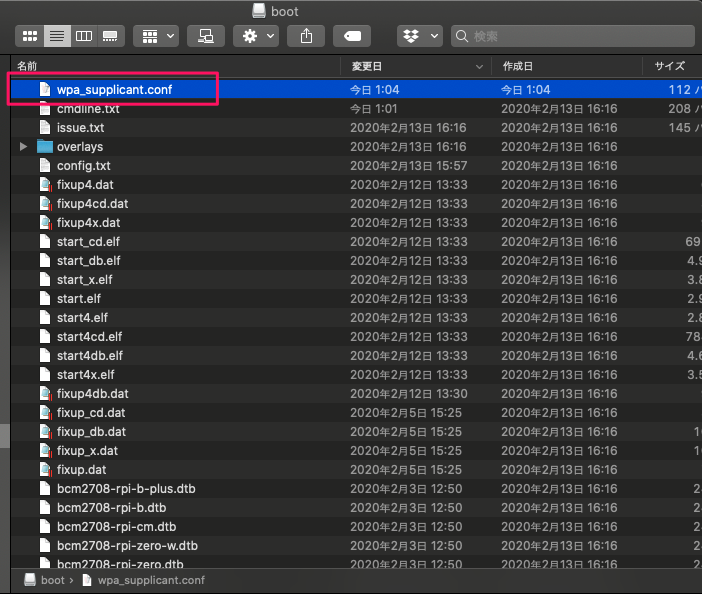 boot
検索
名前 変更日 作成日 サイズ
wpa_supplicant.conf 今日 1:04 今日 1:04 112
cmdline.txt 今日 1:01 2020年2月13日 16:16 208
issue.txt 2020年2月13日 16:16 2020年2月13日 16:16 145
overlays 2020年2月13日 16:16 2020年2月13日 16:16
config.txt 2020年2月13日 15:57 2020年2月13日 16:16
fixup4.dat 2020年2月12日 13:33 2020年2月13日 16:16
fixup4cd.dat 2020年2月12日 13:33 2020年2月13日 16:16
fixup4x.dat 2020年2月12日 13:33 2020年2月13日 16:16
start_cd.elf 2020年2月12日 13:33 2020年2月13日 16:16 69
start_db.elf 2020年2月12日 13:33 2020年2月13日 16:16 4.9
start_x.elf 2020年2月12日 13:33 2020年2月13日 16:16 3.8
start.elf 2020年2月12日 13:33 2020年2月13日 16:16 2.9
start4.elf 2020年2月12日 13:33 2020年2月13日 16:16 2.8
start4cd.elf 2020年2月12日 13:33 2020年2月13日 16:16 78
start4db.elf 2020年2月12日 13:33 2020年2月13日 16:16 4.6
start4x.elf 2020年2月12日 13:33 2020年2月13日 16:16 3.5
fixup4db.dat 2020年2月12日 13:30 2020年2月13日 16:16
fixup_cd.dat 2020年2月5日 15:25 2020年2月13日 16:16
fixup_db.dat 2020年2月5日 15:25 2020年2月13日 16:16 10
fixup_x.dat 2020年2月5日 15:25 2020年2月13日 16:16 10
fixup.dat 2020年2月5日 15:25 2020年2月13日 16:16
bcm2708-rpi-b-plus.dtb 2020年2月3日 12:50 2020年2月13日 16:16 2
bcm2708-rpi-b.dtb 2020年2月3日 12:50 2020年2月13日 16:16 2
bcm2708-rpi-cm.dtb 2020年2月3日 12:50 2020年2月13日 16:16 2
bcm2708-rpi-zero-w.dtb 2020年2月3日 12:50 2020年2月13日 16:16 2
bcm2708-rpi-zero.dtb 2020年2月3日 12:50 2020年2月13日 16:16 2
boot › wpa_supplicant.conf